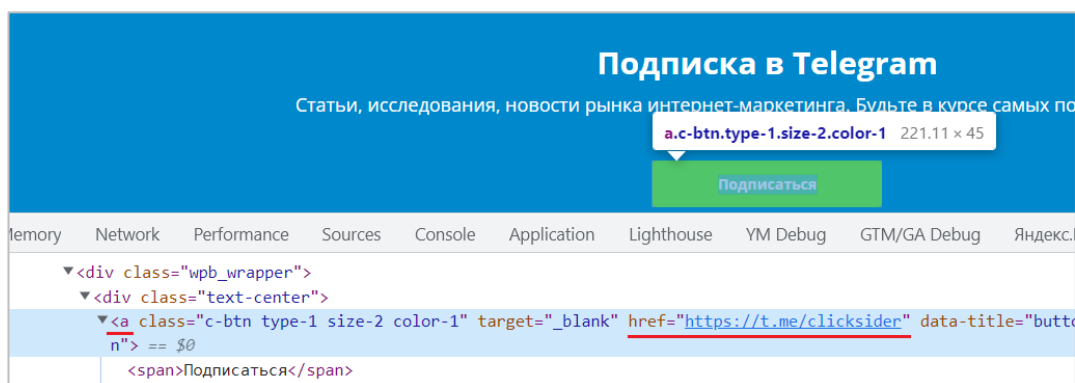 Подписка в Telegram
Статьи, исследования, новости рынка интернет-маркетинга. Будьте в курсе самых
a.c-btn.type-1.size-2.color-1 221.11 × 45
Подписаться
Network Performance Sources Console Application Lighthouse YM Debug GTM/GA Debug Яндекс.
▼<div class="wpb_wrapper">
▼<div class="text-center">
▼<a class="c-btn type-1 size-2 color-1" target="_blank" href="https://t.me/clicksider" data-title="butto
n"> == $0
<span>Подписаться</span>